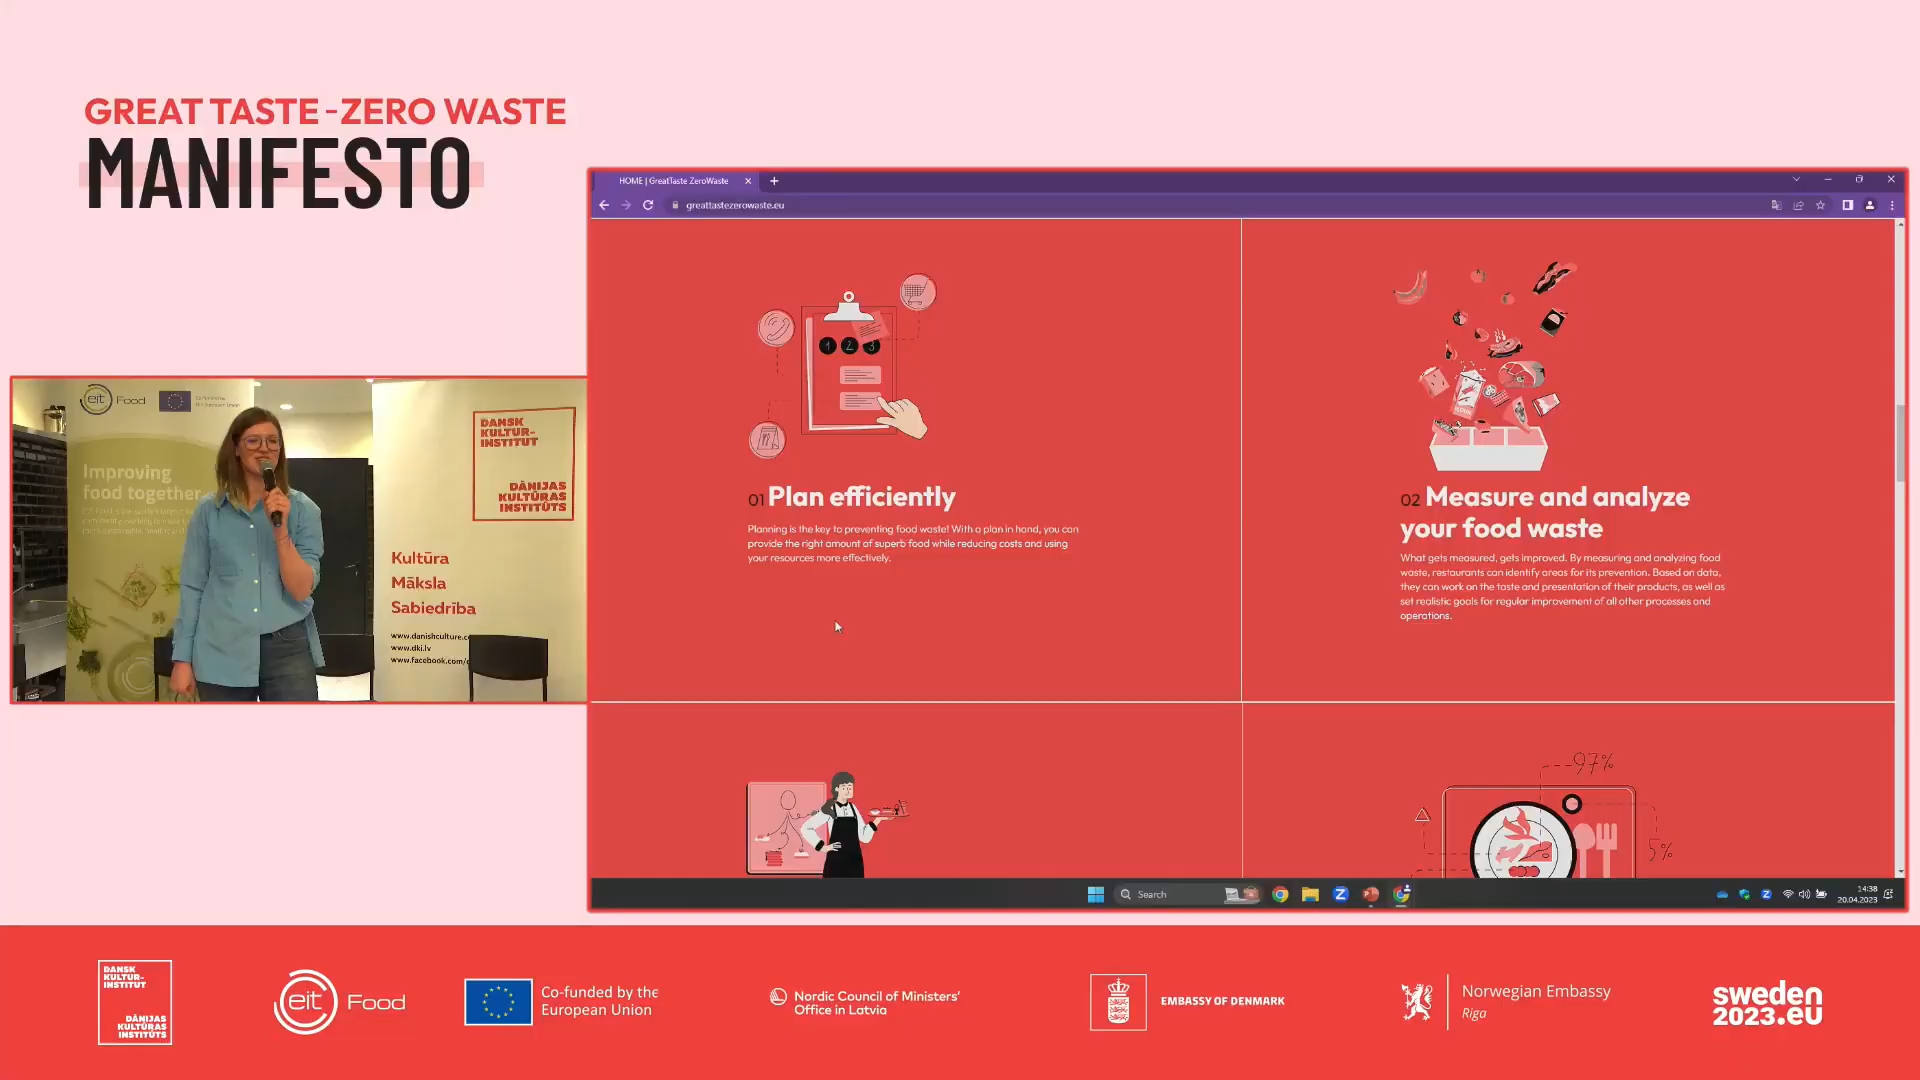 GREAT TASTE - ZERO WASTE
MANIFESTO
HOME | GreatTaste ZeroWaste
greattastezerowaste.eu
1 2 3
01 Plan efficiently
Planning is the key to preventing food waste! With a plan in hand, you can
provide the right amount of superb food while reducing costs and using
your resources more effectively.
02 Measure and analyze
your food waste
What gets measured, gets improved. By measuring and analyzing food
waste, restaurants can identify areas for its prevention. Based on data,
they can work on the taste and presentation of their products, as well as
set realistic goals for regular improvement of all other processes and
operations.
97%
5%
eit Food
Improving
food together
DANSK
KULTUR-
INSTITUT
DĀNIJAS
KULTŪRAS
INSTITŪTS
Kultūra
Māksla
Sabiedrība
www.danishculture.c
www.dki.lv
www.facebook.com/
Search
14:38
20.04.2023
DANSK
KULTUR-
INSTITUT
DĀNIJAS
KULTŪRAS
INSTITŪTS
eit Food
Co-funded by the
European Union
Nordic Council of Ministers'
Office in Latvia
EMBASSY OF DENMARK
Norwegian Embassy
Riga
sweden
2023.eu